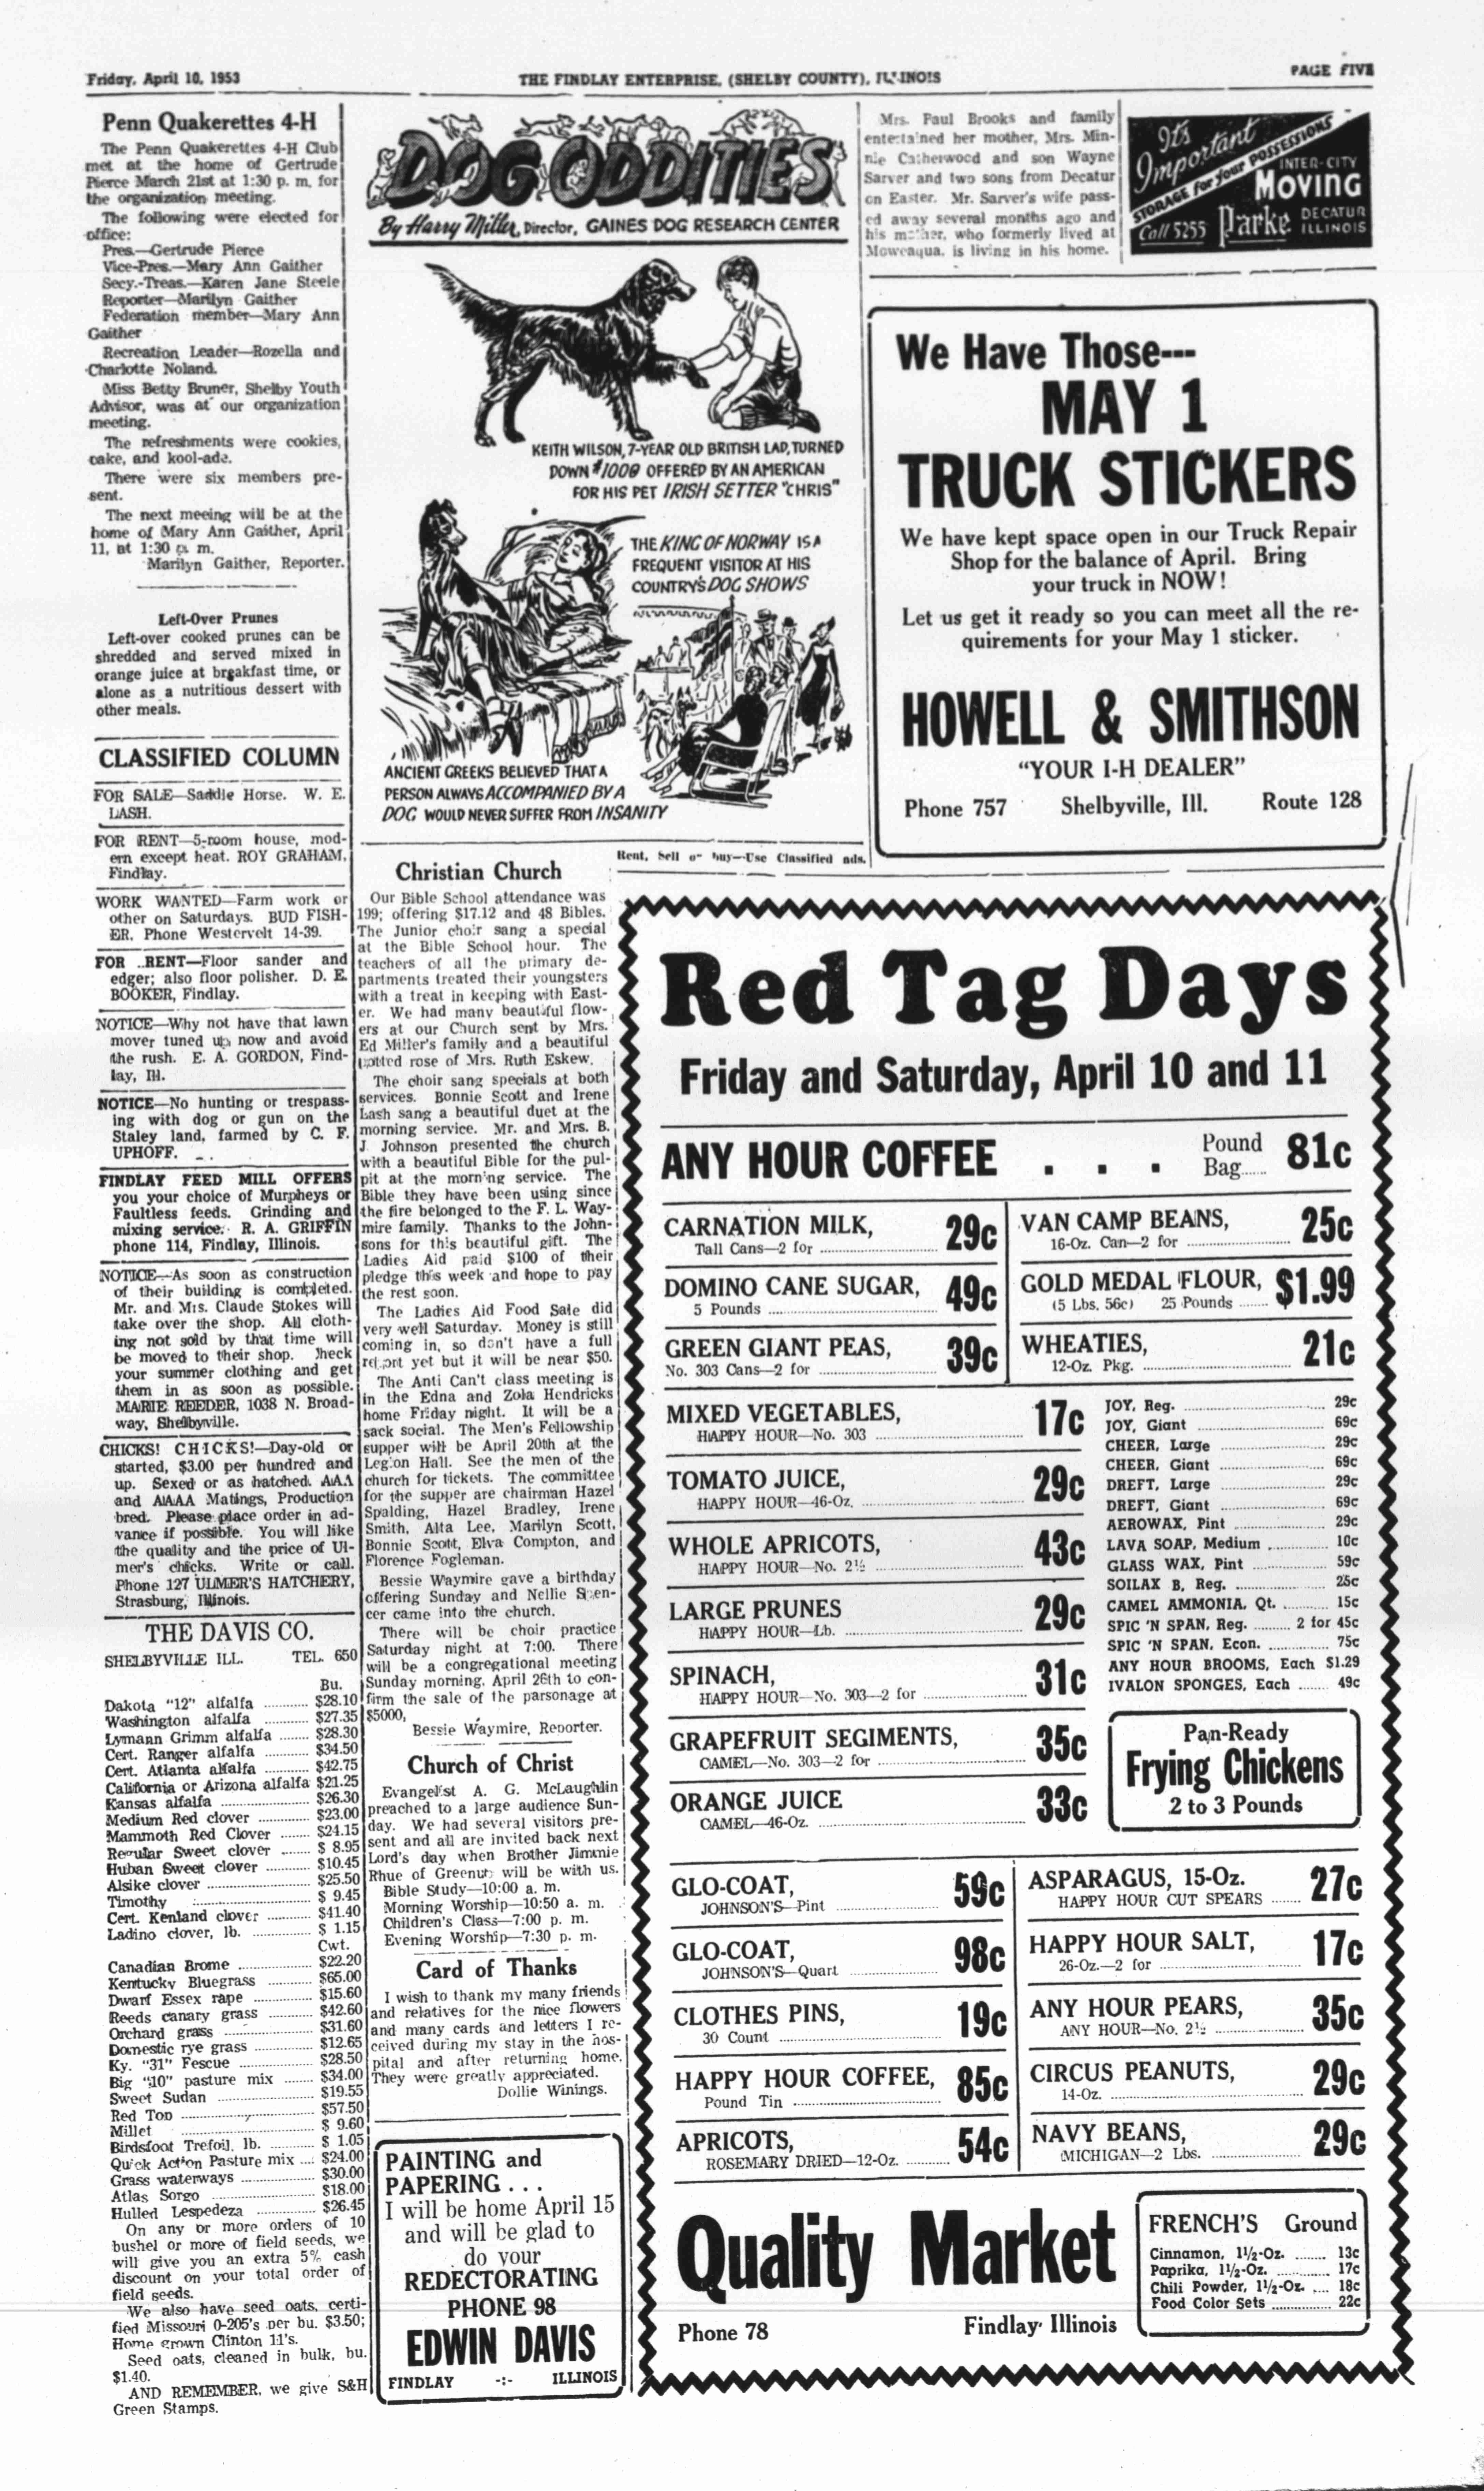 Friday, April 10, 1953
THE FINDLAY ENTERPRISE, (SHELBY COUNTY), ILLINOIS
PAGE FIVE
Penn Quakerettes 4-H
The Penn Quakerettes 4-H Club
met at the home of Gertrude
Pierce March 21st at 1:30 p. m. for
the organization meeting.
The following were elected for
office:
Pres.—Gertrude Pierce
Vice-Pres.—Mary Ann Gaither
Secy.-Treas.—Karen Jane Steele
Reporter—Marilyn Gaither
Federation member—Mary Ann
Gaither
Recreation Leader—Rozella and
Charlotte Noland.
Miss Betty Bruner, Shelby Youth
Advisor, was at our organization
meeting.
The refreshments were cookies,
cake, and kool-ade.
There were six members pre-
sent.
The next meeing will be at the
home of Mary Ann Gaither, April
11, at 1:30 p. m.
Marilyn Gaither, Reporter.
Left-Over Prunes
Left-over cooked prunes can be
shredded and served mixed in
orange juice at breakfast time, or
alone as a nutritious dessert with
other meals.
CLASSIFIED COLUMN
FOR SALE—Saddle Horse. W. E.
LASH.
FOR RENT—5-room house, mod-
ern except heat. ROY GRAHAM,
Findlay.
WORK WANTED—Farm work or
other on Saturdays. BUD FISH-
ER. Phone Westervelt 14-39.
FOR ..RENT—Floor sander and
edger; also floor polisher. D. E.
BOOKER, Findlay.
NOTICE—Why not have that lawn
mover tuned up now and avoid
the rush. E. A. GORDON, Find-
lay, Ill.
NOTICE—No hunting or trespass-
ing with dog or gun on the
Staley land, farmed by C. F.
UPHOFF.
FINDLAY FEED MILL OFFERS
you your choice of Murpheys or
Faultless feeds. Grinding and
mixing service. R. A. GRIFFIN
phone 114, Findlay, Illinois.
NOTICE—As soon as construction
of their building is completed.
Mr. and Mrs. Claude Stokes will
take over the shop. All cloth-
ing not sold by that time will
be moved to their shop. Check
your summer clothing and get
them in as soon as possible.
MARIE REEDER, 1038 N. Broad-
way, Shelbyville.
CHICKS! CHICKS!—Day-old or
started, $3.00 per hundred and
up. Sexed or as hatched. AAA
and AAAA Matings, Production
bred. Please place order in ad-
vance if possible. You will like
the quality and the price of Ul-
mer's chicks. Write or call.
Phone 127 ULMER'S HATCHERY,
Strasburg, Illinois.
THE DAVIS CO.
SHELBYVILLE ILL. TEL. 650
Bu.
Dakota "12" alfalfa $28.10
Washington alfalfa $27.35
Lymann Grimm alfalfa $28.30
Cert. Ranger alfalfa $34.50
Cert. Atlanta alfalfa $42.75
California or Arizona alfalfa $21.25
Kansas alfalfa $26.30
Medium Red clover $23.00
Mammoth Red Clover $24.15
Regular Sweet clover $ 8.95
Huban Sweet clover $10.45
Alsike clover $25.50
Timothy $ 9.45
Cert. Kenland clover $41.40
Ladino clover, lb. $ 1.15
Cwt.
Canadian Brome $22.20
Kentucky Bluegrass $65.00
Dwarf Essex rape $15.60
Reeds canary grass $42.60
Orchard grass $31.60
Domestic rye grass $12.65
Ky. "31" Fescue $28.50
Big "10" pasture mix $34.00
Sweet Sudan $19.55
Red Top $57.50
Millet $ 9.60
Birdsfoot Trefoil, lb. $ 1.05
Quick Action Pasture mix $24.00
Grass waterways $30.00
Atlas Sorgo $18.00
Hulled Lespedeza $26.45
On any or more orders of 10
bushel or more of field seeds, we
will give you an extra 5% cash
discount on your total order of
field seeds.
We also have seed oats, certi-
fied Missouri 0-205's per bu. $3.50;
Home grown Clinton 11's.
Seed oats, cleaned in bulk, bu.
$1.40.
AND REMEMBER, we give S&H
Green Stamps.
DOG ODDITIES
By Harry Miller, Director, GAINES DOG RESEARCH CENTER
KEITH WILSON, 7-YEAR OLD BRITISH LAD, TURNED
DOWN $1000 OFFERED BY AN AMERICAN
FOR HIS PET IRISH SETTER "CHRIS"
THE KING OF NORWAY IS A
FREQUENT VISITOR AT HIS
COUNTRY'S DOG SHOWS
ANCIENT GREEKS BELIEVED THAT A
PERSON ALWAYS ACCOMPANIED BY A
DOG WOULD NEVER SUFFER FROM INSANITY
Christian Church
Our Bible School attendance was
199; offering $17.12 and 48 Bibles.
The Junior choir sang a special
at the Bible School hour. The
teachers of all the primary de-
partments treated their youngsters
with a treat in keeping with East-
er. We had many beautiful flow-
ers at our Church sent by Mrs.
Ed Miller's family and a beautiful
potted rose of Mrs. Ruth Eskew.
The choir sang specials at both
services. Bonnie Scott and Irene
Lash sang a beautiful duet at the
morning service. Mr. and Mrs. B.
J. Johnson presented the church
with a beautiful Bible for the pul-
pit at the morning service. The
Bible they have been using since
the fire belonged to the F. L. Way-
mire family. Thanks to the John-
sons for this beautiful gift. The
Ladies Aid paid $100 of their
pledge this week and hope to pay
the rest soon.
The Ladies Aid Food Sale did
very well Saturday. Money is still
coming in, so don't have a full
report yet but it will be near $50.
The Anti Can't class meeting is
in the Edna and Zola Hendricks
home Friday night. It will be a
sack social. The Men's Fellowship
supper will be April 20th at the
Legion Hall. See the men of the
church for tickets. The committee
for the supper are chairman Hazel
Spalding, Hazel Bradley, Irene
Smith, Alta Lee, Marilyn Scott,
Bonnie Scott, Elva Compton, and
Florence Fogleman.
Bessie Waymire gave a birthday
offering Sunday and Nellie Spen-
cer came into the church.
There will be choir practice
Saturday night at 7:00. There
will be a congregational meeting
Sunday morning, April 26th to con-
firm the sale of the parsonage at
$5000.
Bessie Waymire, Reporter.
Church of Christ
Evangelist A. G. McLaughlin
preached to a large audience Sun-
day. We had several visitors pre-
sent and all are invited back next
Lord's day when Brother Jimmie
Rhue of Greenup will be with us.
Bible Study—10:00 a. m.
Morning Worship—10:50 a. m.
Children's Class—7:00 p. m.
Evening Worship—7:30 p. m.
Card of Thanks
I wish to thank my many friends
and relatives for the nice flowers
and many cards and letters I re-
ceived during my stay in the hos-
pital and after returning home.
They were greatly appreciated.
Dollie Winings.
PAINTING and
PAPERING . . .
I will be home April 15
and will be glad to
do your
REDECTORATING
PHONE 98
EDWIN DAVIS
FINDLAY -:- ILLINOIS
Mrs. Paul Brooks and family
entertained her mother, Mrs. Min-
nie Catherwood and son Wayne
Sarver and two sons from Decatur
on Easter. Mr. Sarver's wife pass-
ed away several months ago and
his mother, who formerly lived at
Moweaqua, is living in his home.
It's
Important
STORAGE for your POSSESSIONS
INTER-CITY
MOVING
Call 5255 Parke DECATUR
ILLINOIS
We Have Those---
MAY 1
TRUCK STICKERS
We have kept space open in our Truck Repair
Shop for the balance of April. Bring
your truck in NOW!
Let us get it ready so you can meet all the re-
quirements for your May 1 sticker.
HOWELL & SMITHSON
"YOUR I-H DEALER"
Phone 757 Shelbyville, Ill. Route 128
Rent, Sell or buy—Use Classified ads.
Red Tag Days
Friday and Saturday, April 10 and 11
ANY HOUR COFFEE . . . Pound
Bag 81c
CARNATION MILK,
Tall Cans—2 for 29c
VAN CAMP BEANS,
16-Oz. Can—2 for 25c
DOMINO CANE SUGAR,
5 Pounds 49c
GOLD MEDAL FLOUR,
(5 Lbs. 56c) 25 Pounds $1.99
GREEN GIANT PEAS,
No. 303 Cans—2 for 39c
WHEATIES,
12-Oz. Pkg. 21c
MIXED VEGETABLES,
HAPPY HOUR—No. 303 17c
TOMATO JUICE,
HAPPY HOUR—46-Oz. 29c
WHOLE APRICOTS,
HAPPY HOUR—No. 2½ 43c
LARGE PRUNES
HAPPY HOUR—Lb. 29c
SPINACH,
HAPPY HOUR—No. 303—2 for 31c
GRAPEFRUIT SEGIMENTS,
CAMEL—No. 303—2 for 35c
ORANGE JUICE
CAMEL—46-Oz. 33c
JOY, Reg. 29c
JOY, Giant 69c
CHEER, Large 29c
CHEER, Giant 69c
DREFT, Large 29c
DREFT, Giant 69c
AEROWAX, Pint 29c
LAVA SOAP, Medium 10c
GLASS WAX, Pint 59c
SOILAX B, Reg. 25c
CAMEL AMMONIA, Qt. 15c
SPIC 'N SPAN, Reg. 2 for 45c
SPIC 'N SPAN, Econ. 75c
ANY HOUR BROOMS, Each $1.29
IVALON SPONGES, Each 49c
Pan-Ready
Frying Chickens
2 to 3 Pounds
GLO-COAT,
JOHNSON'S—Pint 59c
ASPARAGUS, 15-Oz.
HAPPY HOUR CUT SPEARS 27c
GLO-COAT,
JOHNSON'S—Quart 98c
HAPPY HOUR SALT,
26-Oz.—2 for 17c
CLOTHES PINS,
30 Count 19c
ANY HOUR PEARS,
ANY HOUR—No. 2½ 35c
HAPPY HOUR COFFEE,
Pound Tin 85c
CIRCUS PEANUTS,
14-Oz. 29c
APRICOTS,
ROSEMARY DRIED—12-Oz. 54c
NAVY BEANS,
MICHIGAN—2 Lbs. 29c
Quality Market
Phone 78 Findlay, Illinois
FRENCH'S Ground
Cinnamon, 1½-Oz. 13c
Paprika, 1½-Oz. 17c
Chili Powder, 1½-Oz. 18c
Food Color Sets 22c